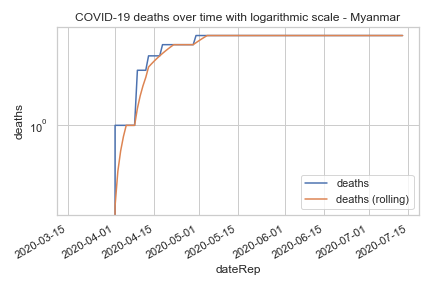 COVID-19 deaths over time with logarithmic scale - Myanmar
deaths
10⁰
deaths
deaths (rolling)
2020-03-15
2020-04-01
2020-04-15
2020-05-01
2020-05-15
2020-06-01
2020-06-15
2020-07-01
2020-07-15
dateRep